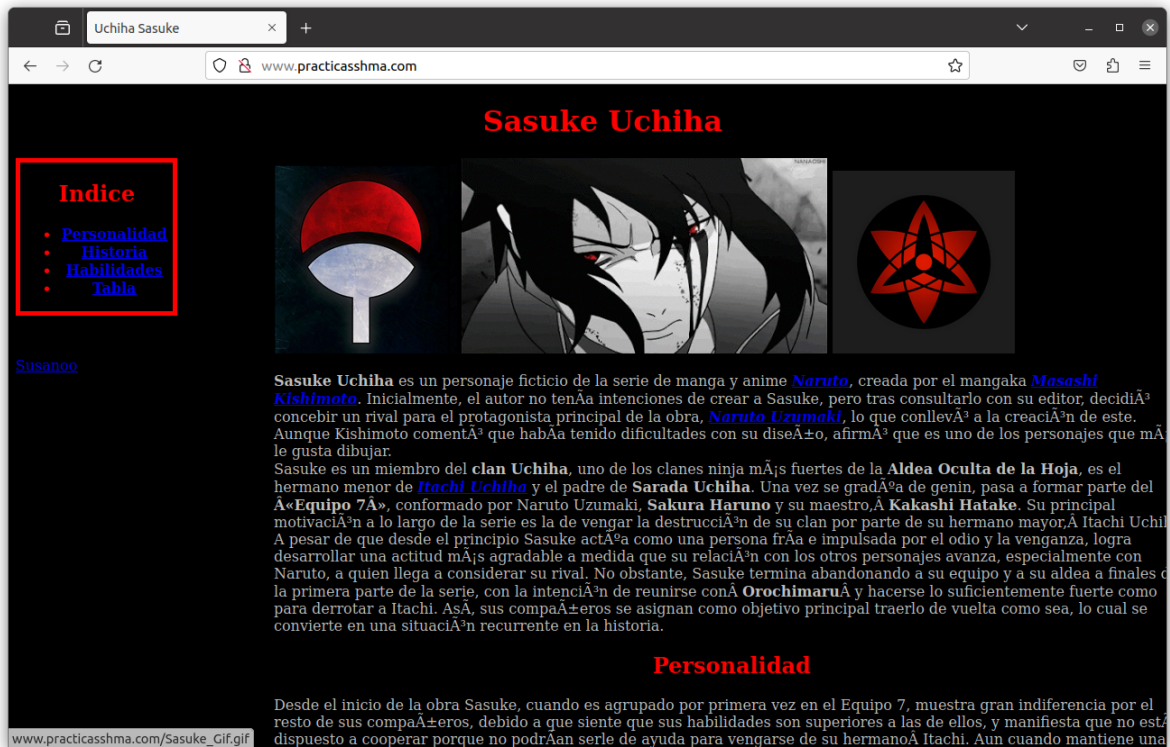 Uchiha Sasuke
www.practicasshma.com
Sasuke Uchiha
Indice
Personalidad
Historia
Habilidades
Tabla
Susanoo
Sasuke Uchiha es un personaje ficticio de la serie de manga y anime Naruto, creada por el mangaka Masashi
Kishimoto. Inicialmente, el autor no tenÃa intenciones de crear a Sasuke, pero tras consultarlo con su editor, decidiÃ³
concebir un rival para el protagonista principal de la obra, Naruto Uzumaki, lo que conllevÃ³ a la creaciÃ³n de este.
Aunque Kishimoto comentÃ³ que habÃa tenido dificultades con su diseÃ±o, afirmÃ³ que es uno de los personajes que mÃ¡
le gusta dibujar.
Sasuke es un miembro del clan Uchiha, uno de los clanes ninja mÃ¡s fuertes de la Aldea Oculta de la Hoja, es el
hermano menor de Itachi Uchiha y el padre de Sarada Uchiha. Una vez se gradÃºa de genin, pasa a formar parte del
Â«Equipo 7Â», conformado por Naruto Uzumaki, Sakura Haruno y su maestro,Â Kakashi Hatake. Su principal
motivaciÃ³n a lo largo de la serie es la de vengar la destrucciÃ³n de su clan por parte de su hermano mayor,Â Itachi Uchil
A pesar de que desde el principio Sasuke actÃºa como una persona frÃa e impulsada por el odio y la venganza, logra
desarrollar una actitud mÃ¡s agradable a medida que su relaciÃ³n con los otros personajes avanza, especialmente con
Naruto, a quien llega a considerar su rival. No obstante, Sasuke termina abandonando a su equipo y a su aldea a finales d
la primera parte de la serie, con la intenciÃ³n de reunirse conÂ OrochimaruÂ y hacerse lo suficientemente fuerte como
para derrotar a Itachi. AsÃ, sus compaÃ±eros se asignan como objetivo principal traerlo de vuelta como sea, lo cual se
convierte en una situaciÃ³n recurrente en la historia.
Personalidad
Desde el inicio de la obra Sasuke, cuando es agrupado por primera vez en el Equipo 7, muestra gran indiferencia por el
resto de sus compaÃ±eros, debido a que siente que sus habilidades son superiores a las de ellos, y manifiesta que no estÃ
dispuesto a cooperar porque no podrÃan serle de ayuda para vengarse de su hermanoÂ Itachi. Aun cuando mantiene una
www.practicasshma.com/Sasuke_Gif.gif